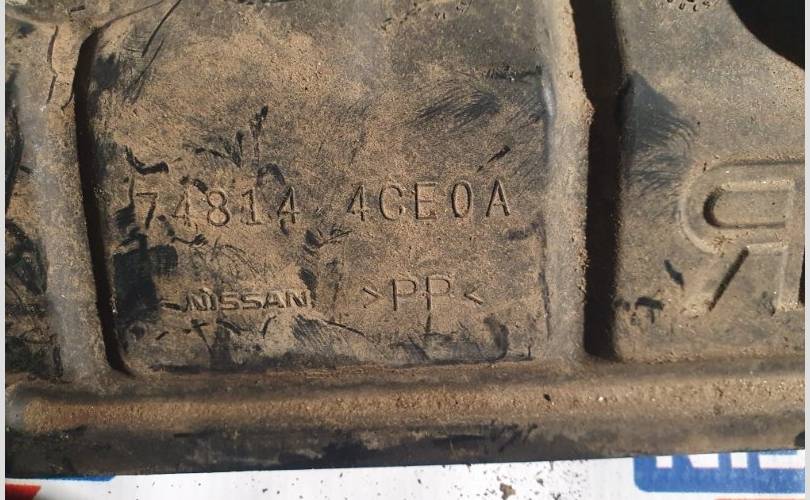 74814 4CE0A
NISSAN >PP<
R